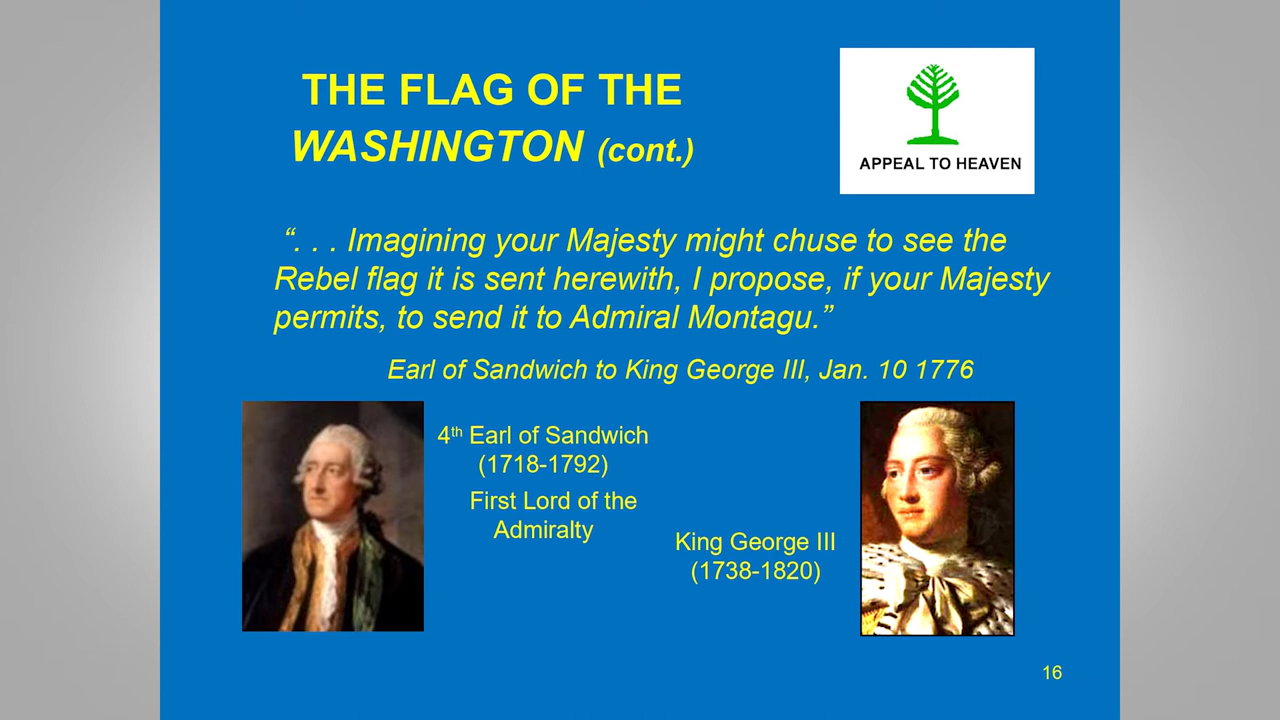 THE FLAG OF THE
WASHINGTON (cont.)
APPEAL TO HEAVEN
“. . . Imagining your Majesty might chuse to see the
Rebel flag it is sent herewith, I propose, if your Majesty
permits, to send it to Admiral Montagu.”
Earl of Sandwich to King George III, Jan. 10 1776
4th Earl of Sandwich
(1718-1792)
First Lord of the
Admiralty
King George III
(1738-1820)
16